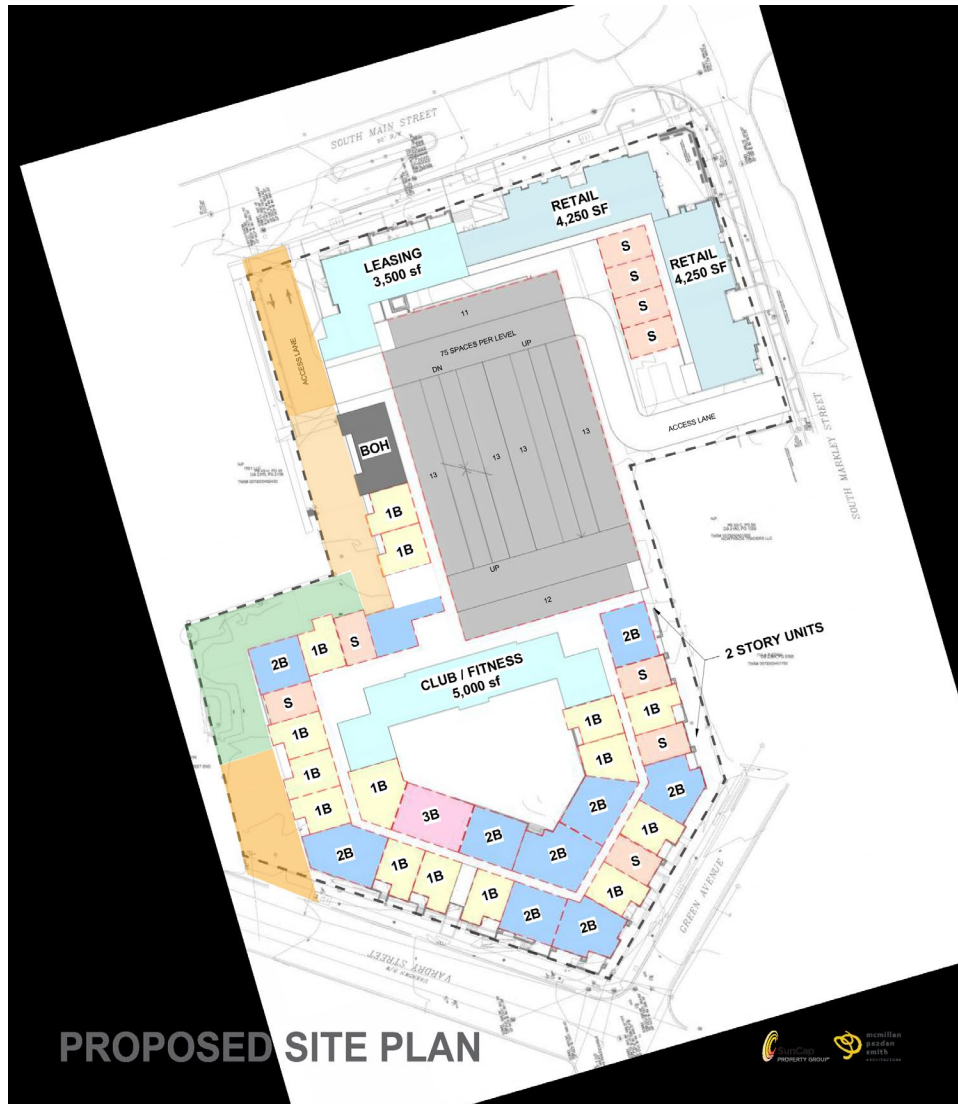 SOUTH MAIN STREET
80' R/W
RETAIL
4,250 SF
LEASING
3,500 sf
RETAIL
4,250 SF
S
S
S
S
11
75 SPACES PER LEVEL
UP
DN
ACCESS LANE
ACCESS LANE
SOUTH MARKLEY STREET
BOH
13
13
13
13
1B
1B
UP
12
2 STORY UNITS
2B
1B
S
2B
S
CLUB / FITNESS
5,000 sf
S
1B
1B
1B
S
1B
1B
1B
1B
3B
2B
2B
2B
2B
2B
1B
1B
1B
1B
S
1B
2B
2B
GREEN AVENUE
VARDRY STREET
PROPOSED SITE PLAN
SunCap
PROPERTY GROUP
mcmillan
pazdan
smith
ARCHITECTURE